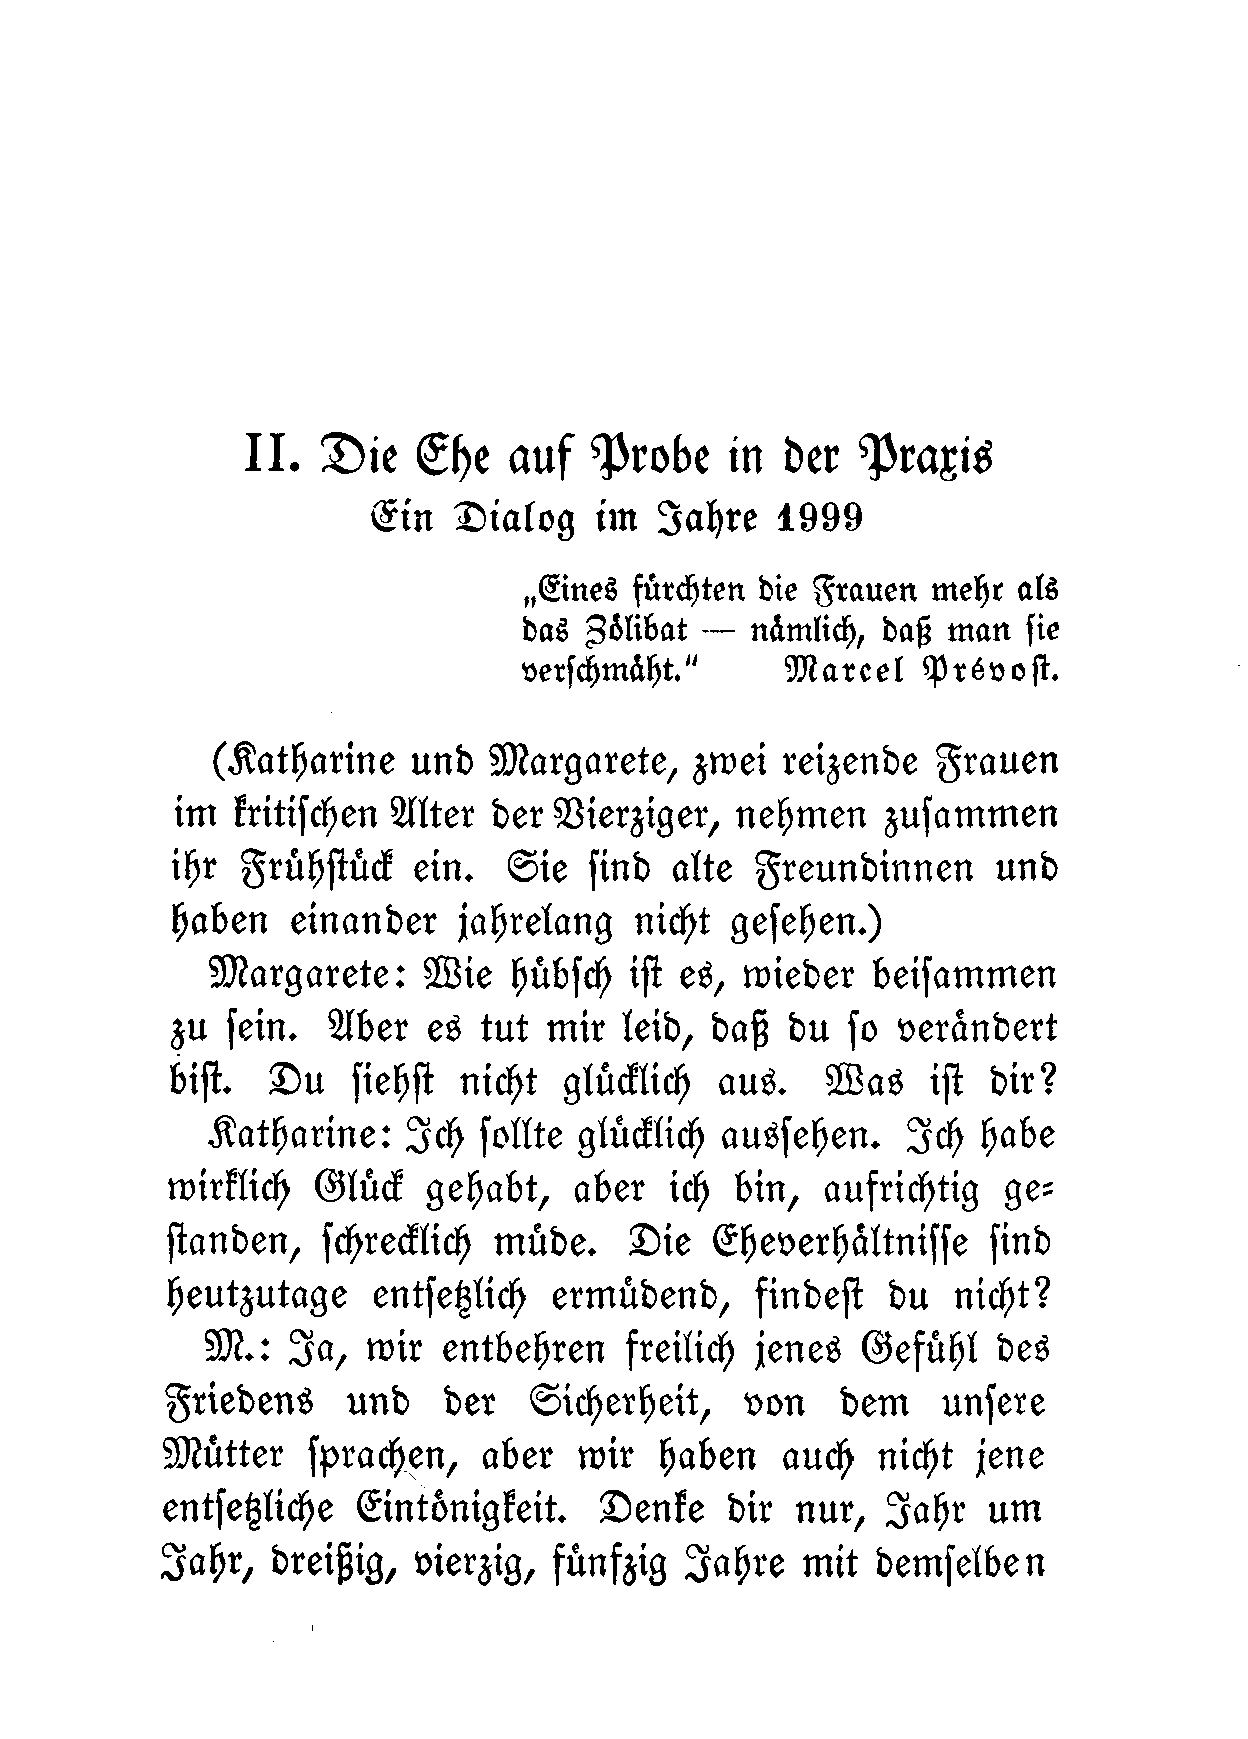 II. Die Ehe auf Probe in der Praxis
Ein Dialog im Jahre 1999
„Eines fürchten die Frauen mehr als
das Zölibat — nämlich, daß man sie
verschmäht.“ Marcel Prévost.
(Katharine und Margarete, zwei reizende Frauen
im kritischen Alter der Vierziger, nehmen zusammen
ihr Frühstück ein. Sie sind alte Freundinnen und
haben einander jahrelang nicht gesehen.)
Margarete: Wie hübsch ist es, wieder beisammen
zu sein. Aber es tut mir leid, daß du so verändert
bist. Du siehst nicht glücklich aus. Was ist dir?
Katharine: Ich sollte glücklich aussehen. Ich habe
wirklich Glück gehabt, aber ich bin, aufrichtig ge-
standen, schrecklich müde. Die Eheverhältnisse sind
heutzutage entsetzlich ermüdend, findest du nicht?
M.: Ja, wir entbehren freilich jenes Gefühl des
Friedens und der Sicherheit, von dem unsere
Mütter sprachen, aber wir haben auch nicht jene
entsetzliche Eintönigkeit. Denke dir nur, Jahr um
Jahr, dreißig, vierzig, fünfzig Jahre mit demselben